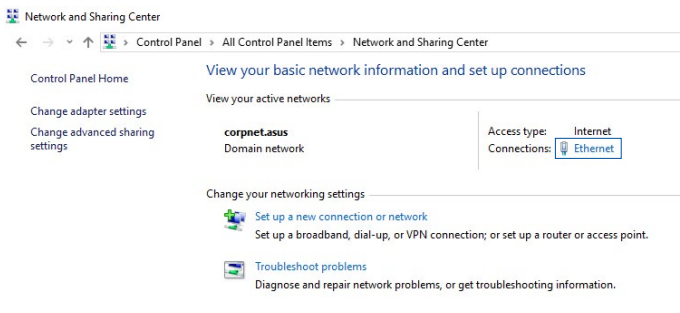 Network and Sharing Center
Control Panel > All Control Panel Items > Network and Sharing Center
Control Panel Home
Change adapter settings
Change advanced sharing
settings
View your basic network information and set up connections
View your active networks
corpnet.asus
Domain network
Access type: Internet
Connections: Ethernet
Change your networking settings
Set up a new connection or network
Set up a broadband, dial-up, or VPN connection; or set up a router or access point.
Troubleshoot problems
Diagnose and repair network problems, or get troubleshooting information.